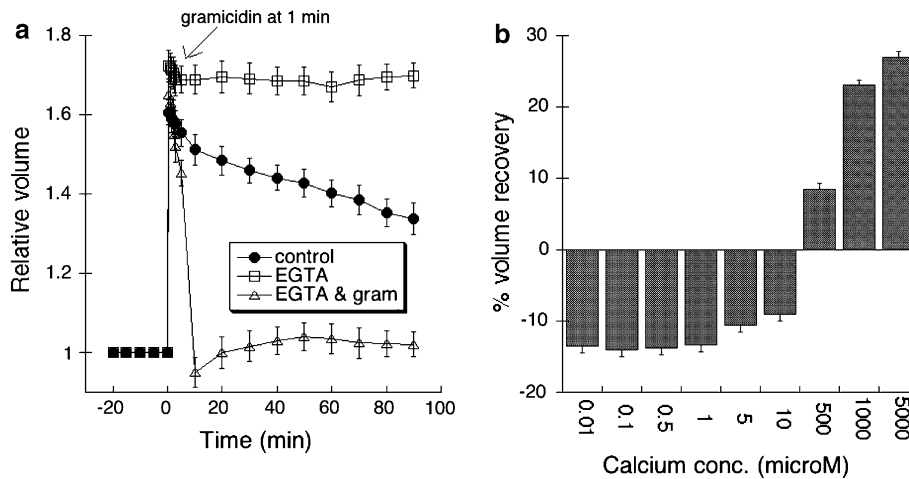 a
gramicidin at 1 min
1.8
1.6
1.4
1.2
1
Relative volume
control
EGTA
EGTA & gram
-20
0
20
40
60
80
100
Time (min)
b
30
20
10
0
-10
-20
% volume recovery
0.01
0.1
0.5
1
5
10
500
1000
5000
Calcium conc. (microM)